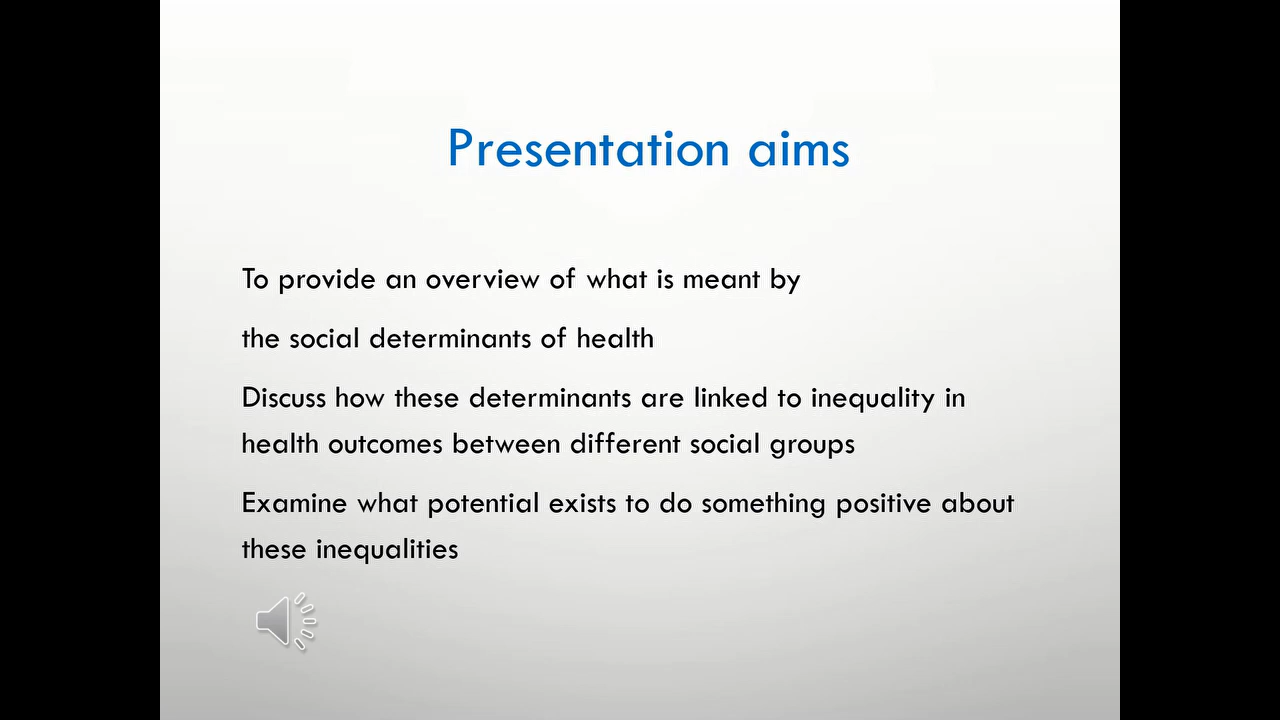 Presentation aims
To provide an overview of what is meant by
the social determinants of health
Discuss how these determinants are linked to inequality in
health outcomes between different social groups
Examine what potential exists to do something positive about
these inequalities